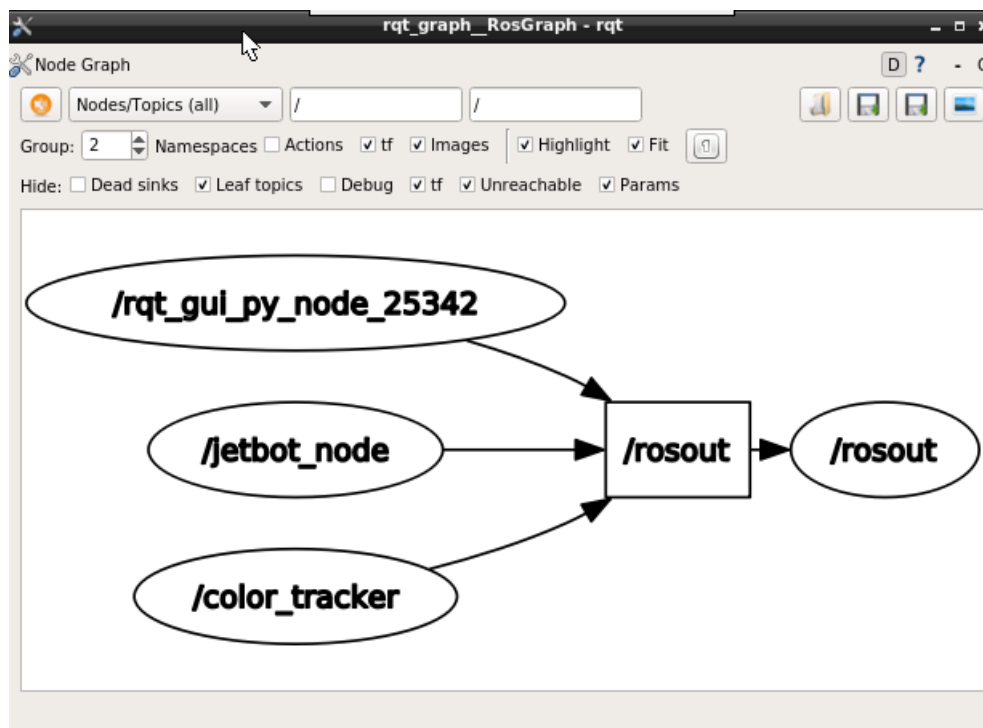 rqt_graph__RosGraph - rqt
Node Graph
D ? -
Nodes/Topics (all) / /
Group: 2 Namespaces Actions tf Images Highlight Fit
Hide: Dead sinks Leaf topics Debug tf Unreachable Params
/rqt_gui_py_node_25342
/jetbot_node /rosout /rosout
/color_tracker